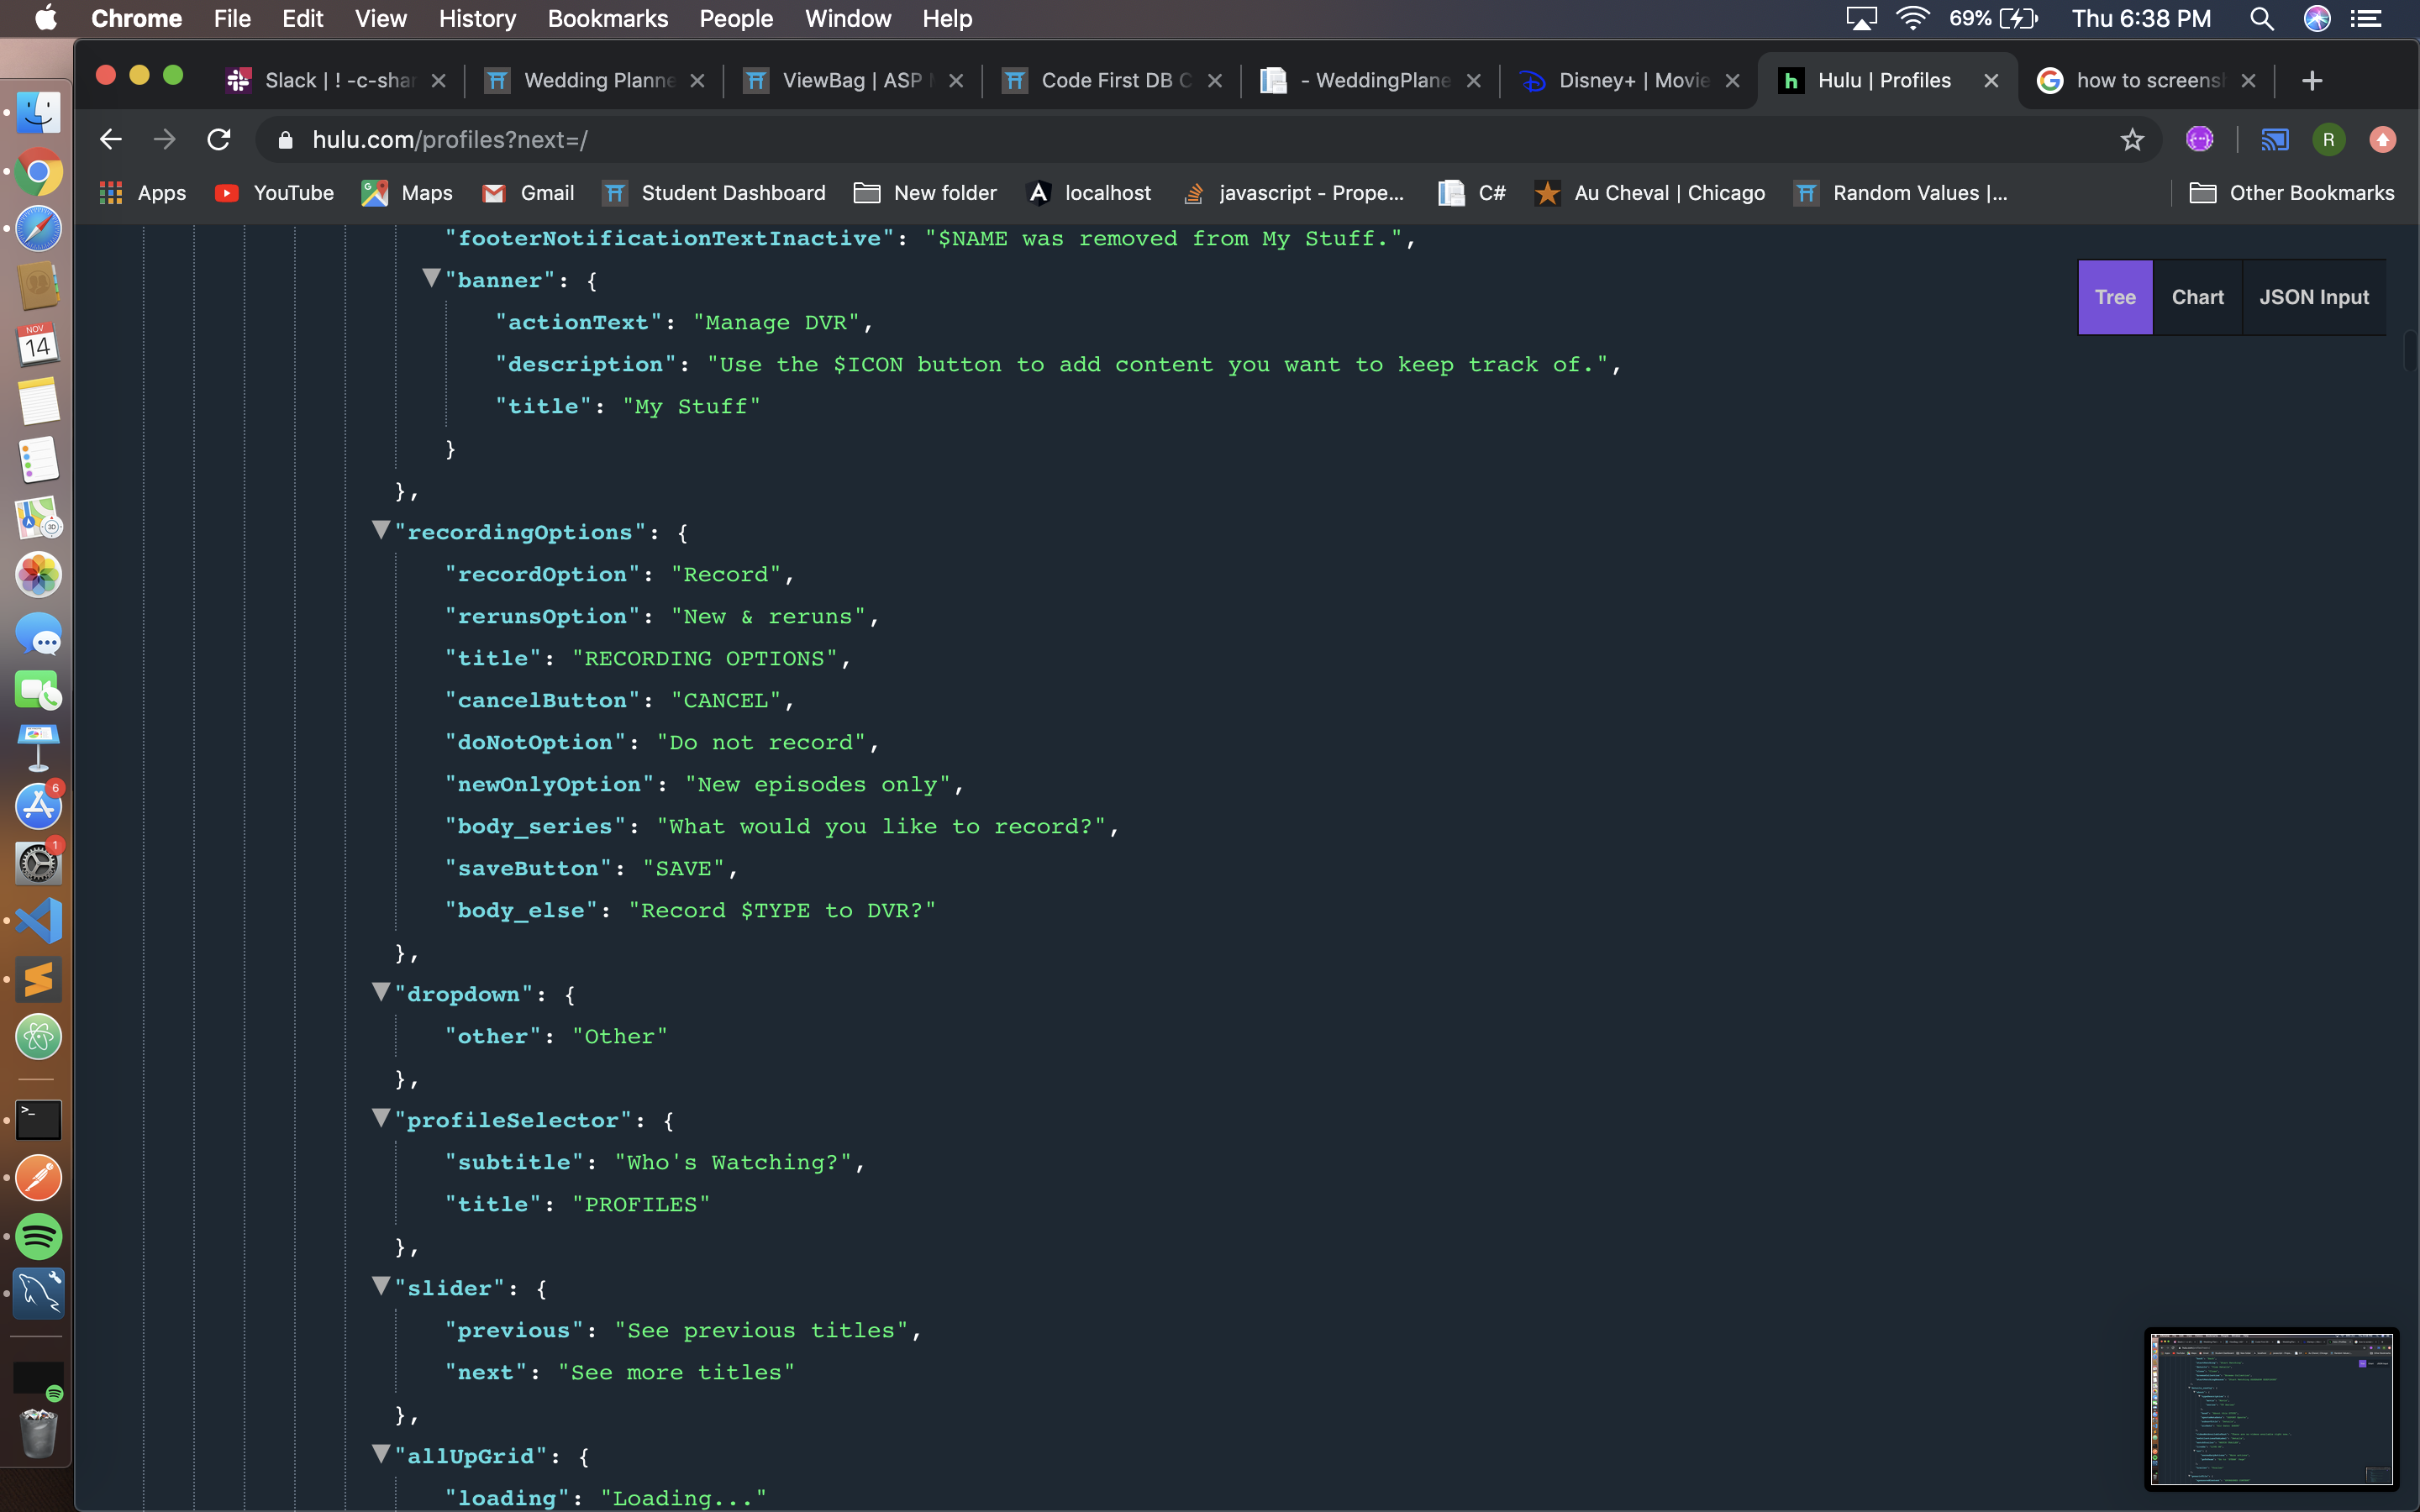 Chrome File Edit View History Bookmarks People Window Help 69% Thu 6:38 PM
Slack | ! -c-shar Wedding Planne ViewBag | ASP Code First DB C - WeddingPlane Disney+ | Movie Hulu | Profiles how to screensh
hulu.com/profiles?next=/ R
Apps YouTube Maps Gmail Student Dashboard New folder localhost javascript - Prope... C# Au Cheval | Chicago Random Values |... Other Bookmarks
"footerNotificationTextInactive": "$NAME was removed from My Stuff.",
"banner": {
Tree Chart JSON Input
"actionText": "Manage DVR",
"description": "Use the $ICON button to add content you want to keep track of.",
"title": "My Stuff"
}
},
"recordingOptions": {
"recordOption": "Record",
"rerunsOption": "New & reruns",
"title": "RECORDING OPTIONS",
"cancelButton": "CANCEL",
"doNotOption": "Do not record",
"newOnlyOption": "New episodes only",
"body_series": "What would you like to record?",
"saveButton": "SAVE",
"body_else": "Record $TYPE to DVR?"
},
"dropdown": {
"other": "Other"
},
"profileSelector": {
"subtitle": "Who's Watching?",
"title": "PROFILES"
},
"slider": {
"previous": "See previous titles",
"next": "See more titles"
},
"allUpGrid": {
"loading": "Loading..."
NOV
14
3D
6
1
>_